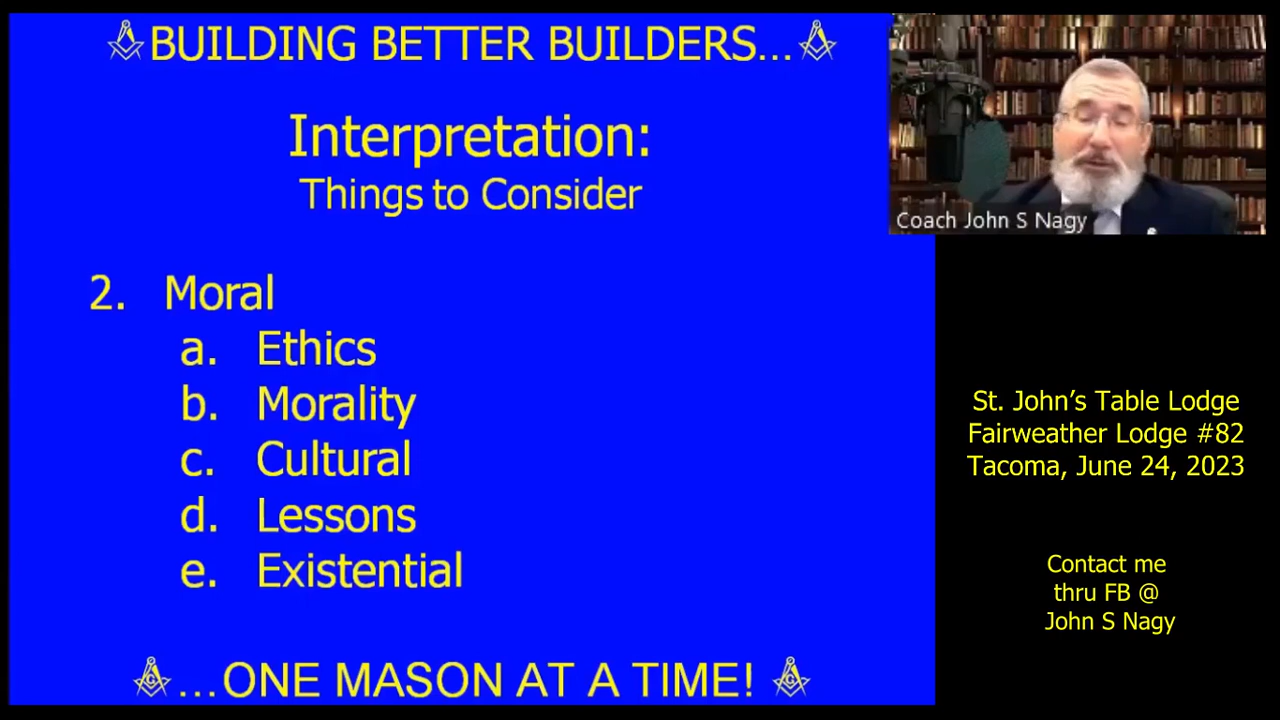 BUILDING BETTER BUILDERS...
Interpretation:
Things to Consider
2. Moral
a. Ethics
b. Morality
c. Cultural
d. Lessons
e. Existential
...ONE MASON AT A TIME!
Coach John S Nagy
St. John’s Table Lodge
Fairweather Lodge #82
Tacoma, June 24, 2023
Contact me
thru FB @
John S Nagy